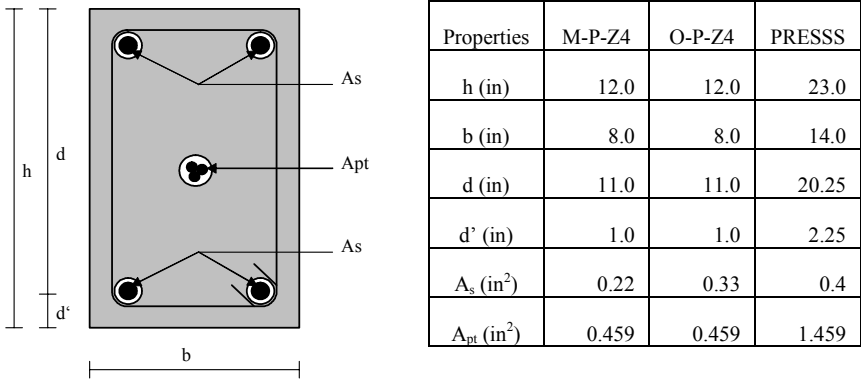 As
Apt
As
h
d
d‘
b
Properties M-P-Z4 O-P-Z4 PRESSS
h (in) 12.0 12.0 23.0
b (in) 8.0 8.0 14.0
d (in) 11.0 11.0 20.25
d’ (in) 1.0 1.0 2.25
As (in²) 0.22 0.33 0.4
Apt (in²) 0.459 0.459 1.459